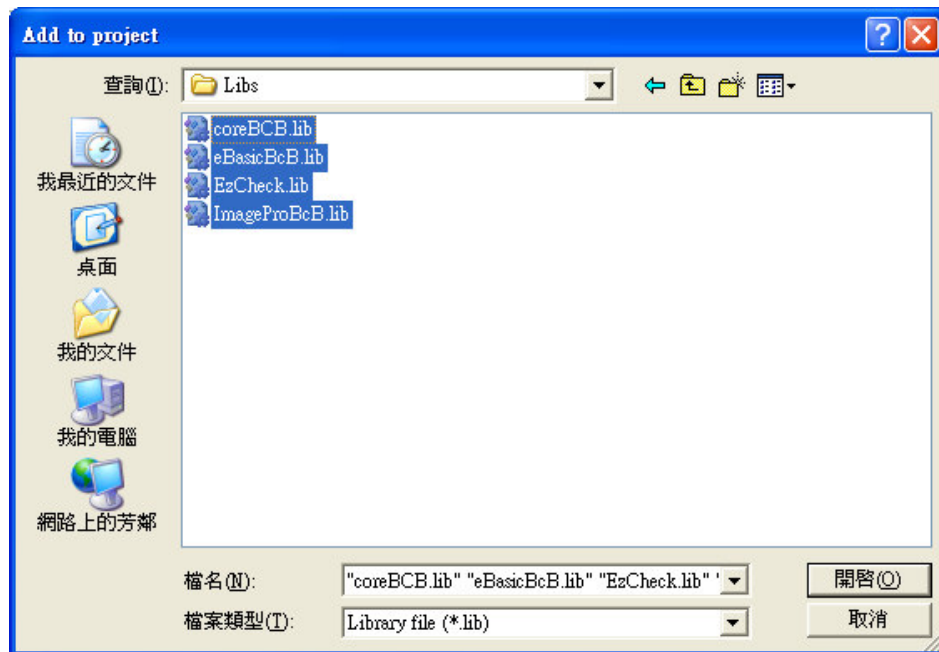 Add to project
查詢(I):
Libs
coreBCB.lib
eBasicBcB.lib
EzCheck.lib
ImageProBcB.lib
我最近的文件
桌面
我的文件
我的電腦
網路上的芳鄰
檔名(N):
"coreBCB.lib" "eBasicBcB.lib" "EzCheck.lib" '
開啓(O)
檔案類型(T):
Library file (*.lib)
取消